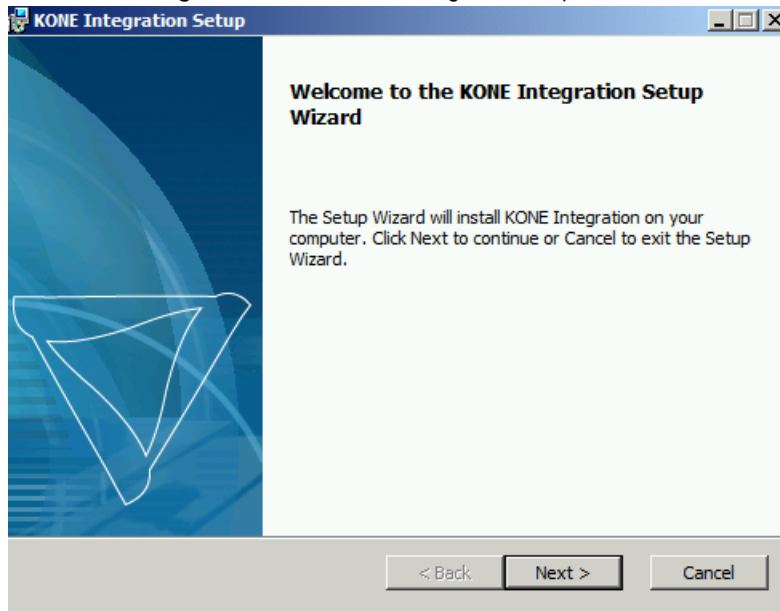 KONE Integration Setup
Welcome to the KONE Integration Setup
Wizard
The Setup Wizard will install KONE Integration on your
computer. Click Next to continue or Cancel to exit the Setup
Wizard.
< Back Next > Cancel